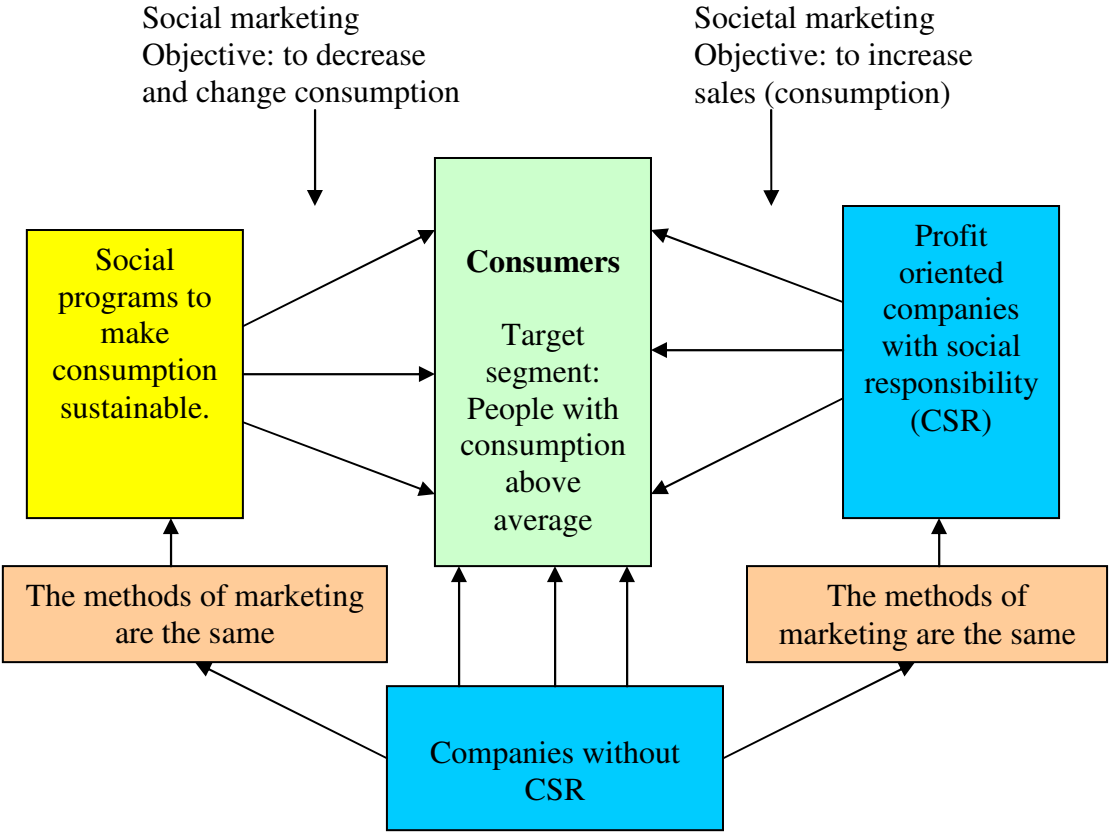 Social marketing
Objective: to decrease
and change consumption
Societal marketing
Objective: to increase
sales (consumption)
Social
programs to
make
consumption
sustainable.
Consumers
Target
segment:
People with
consumption
above
average
Profit
oriented
companies
with social
responsibility
(CSR)
The methods of marketing
are the same
The methods of
marketing are the same
Companies without
CSR